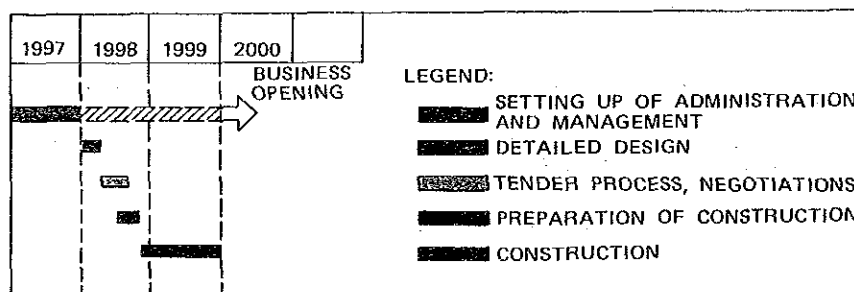 1997 1998 1999 2000
BUSINESS
OPENING
LEGEND:
SETTING UP OF ADMINISTRATION
AND MANAGEMENT
DETAILED DESIGN
TENDER PROCESS, NEGOTIATIONS
PREPARATION OF CONSTRUCTION
CONSTRUCTION